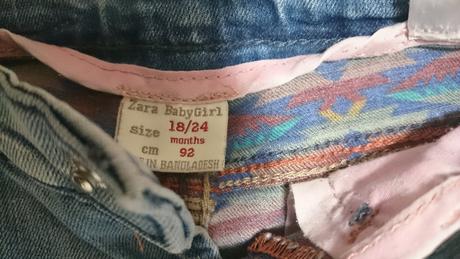 Zara BabyGirl
size 18/24
months
cm 92
IN BANGLADESH